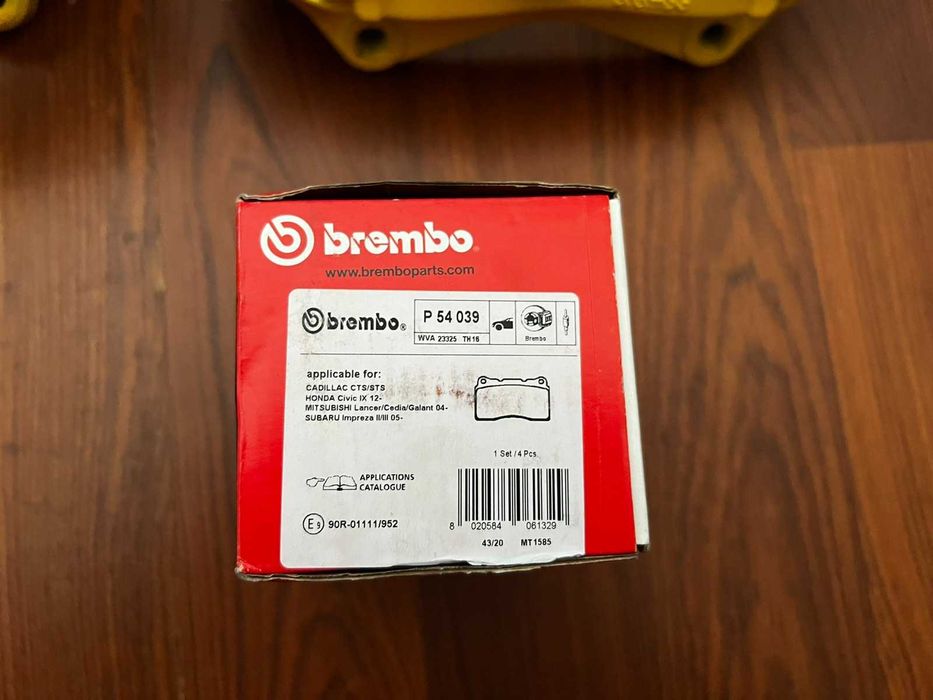 brembo
www.bremboparts.com
brembo®
P 54 039
WVA 23325 TH 16
Brembo
applicable for:
CADILLAC CTS/STS
HONDA Civic IX 12-
MITSUBISHI Lancer/Cedia/Galant 04-
SUBARU Impreza II/III 05-
1 Set / 4 Pcs.
APPLICATIONS
CATALOGUE
E9 90R-01111/952
8 020584 061329
43/20 MT1585